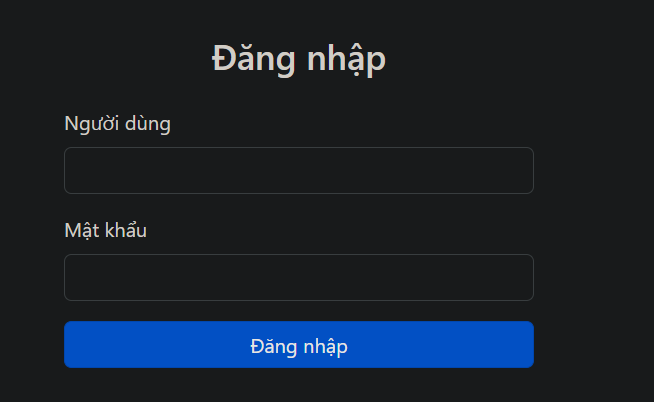 Đăng nhập
Người dùng
Mật khẩu
Đăng nhập